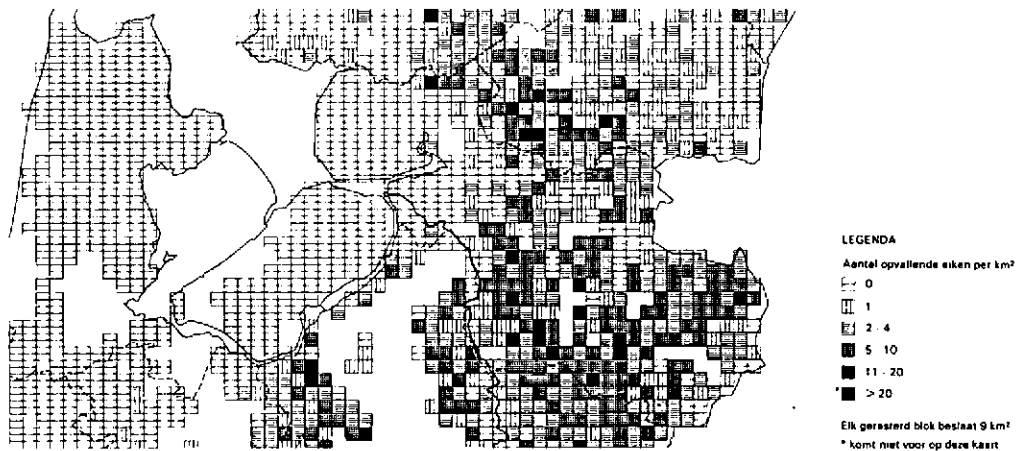 LEGENDA
Aantal opvallende eiken per km²
0
1
2 - 4
5 - 10
11 - 20
* > 20
Elk gerasterd blok beslaat 9 km²
* komt niet voor op deze kaart